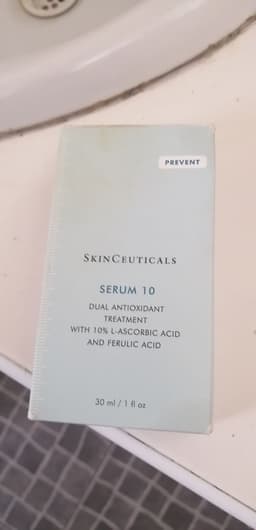 PREVENT
SKINCEUTICALS
SERUM 10
DUAL ANTIOXIDANT
TREATMENT
WITH 10% L-ASCORBIC ACID
AND FERULIC ACID
30 ml / 1 fl oz